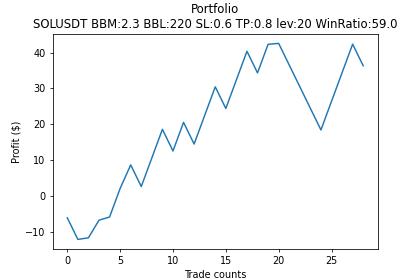 Portfolio
SOLUSDT BBM:2.3 BBL:220 SL:0.6 TP:0.8 lev:20 WinRatio:59.0
Profit ($)
40
30
20
10
0
−10
0 5 10 15 20 25
Trade counts